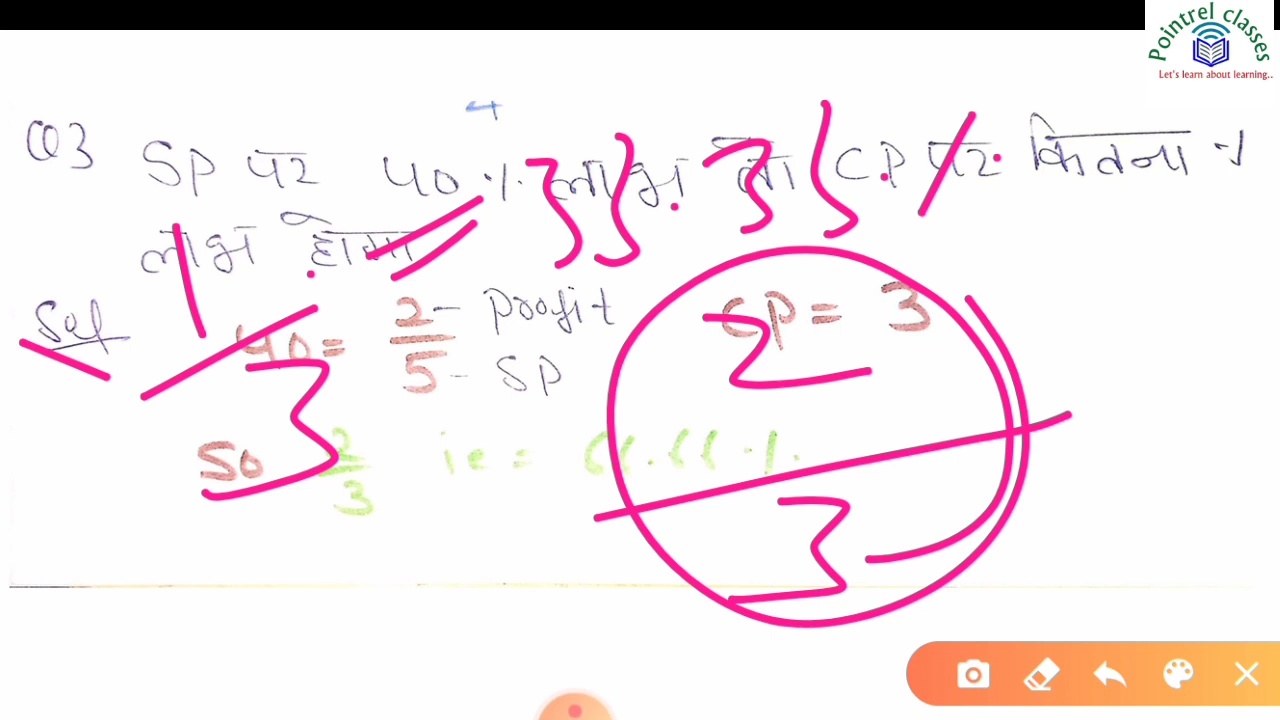 Pointrel classes
Let's learn about learning..
Q3 SP पर 40 % लाभ तो CP पर कितना %
लाभ होगा
Sol 40 = 2/5 - Profit - SP CP = 3
So 2/3 ie = 66.66 %.
2
3